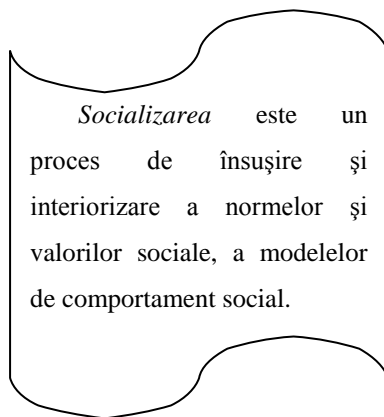 Socializarea este un
proces de însuşire şi
interiorizare a normelor şi
valorilor sociale, a modelelor
de comportament social.